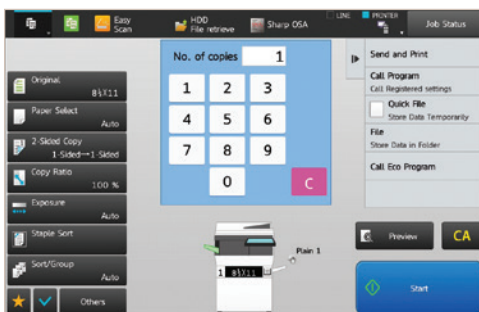 Easy
Scan
HDD
File retrieve
Sharp OSA
LINE
PRINTER
Job Status
Original
8½X11
Paper Select
Auto
2-Sided Copy
1-Sided→1-Sided
Copy Ratio
100 %
Exposure
Auto
Staple Sort
Sort/Group
Auto
Others
No. of copies
1
1 2 3
4 5 6
7 8 9
0 C
Plain 1
1 8½X11
Send and Print
Call Program
Call Registered settings
Quick File
Store Data Temporarily
File
Store Data in Folder
Call Eco Program
Preview
CA
Start